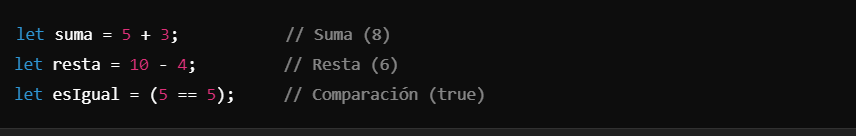 let suma = 5 + 3;           // Suma (8)
let resta = 10 - 4;         // Resta (6)
let esIgual = (5 == 5);     // Comparación (true)